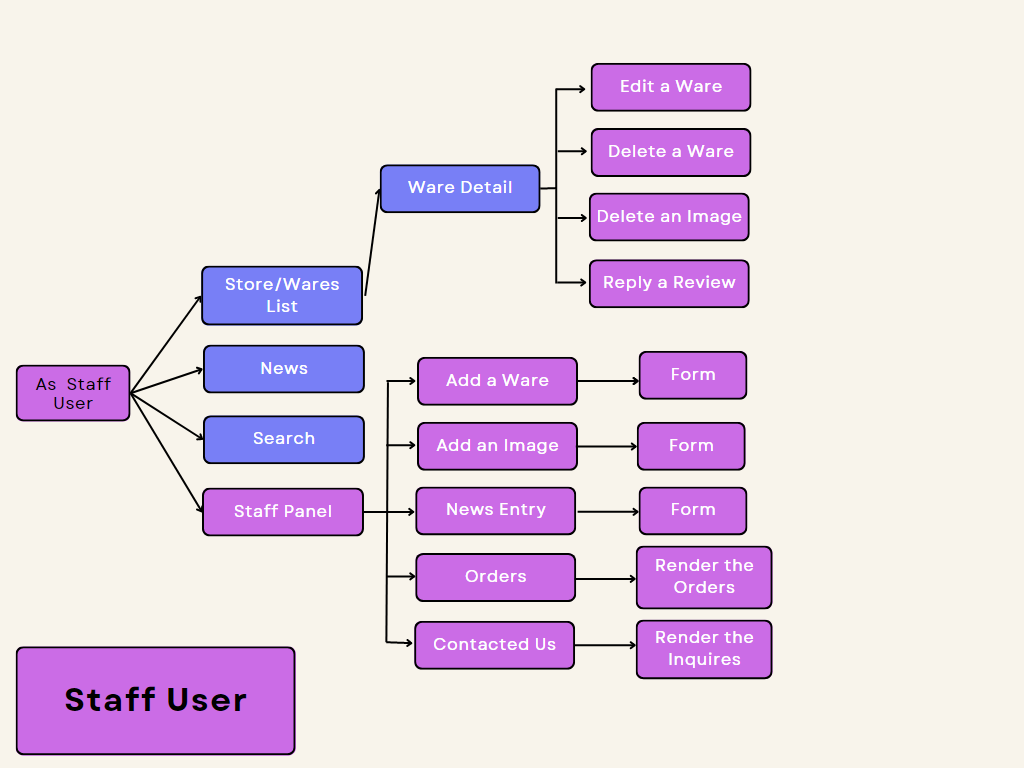 Edit a Ware
Delete a Ware
Ware Detail
Delete an Image
Reply a Review
Store/Wares
List
News
As Staff
User
Search
Staff Panel
Add a Ware
Form
Add an Image
Form
News Entry
Form
Orders
Render the
Orders
Contacted Us
Render the
Inquires
Staff User